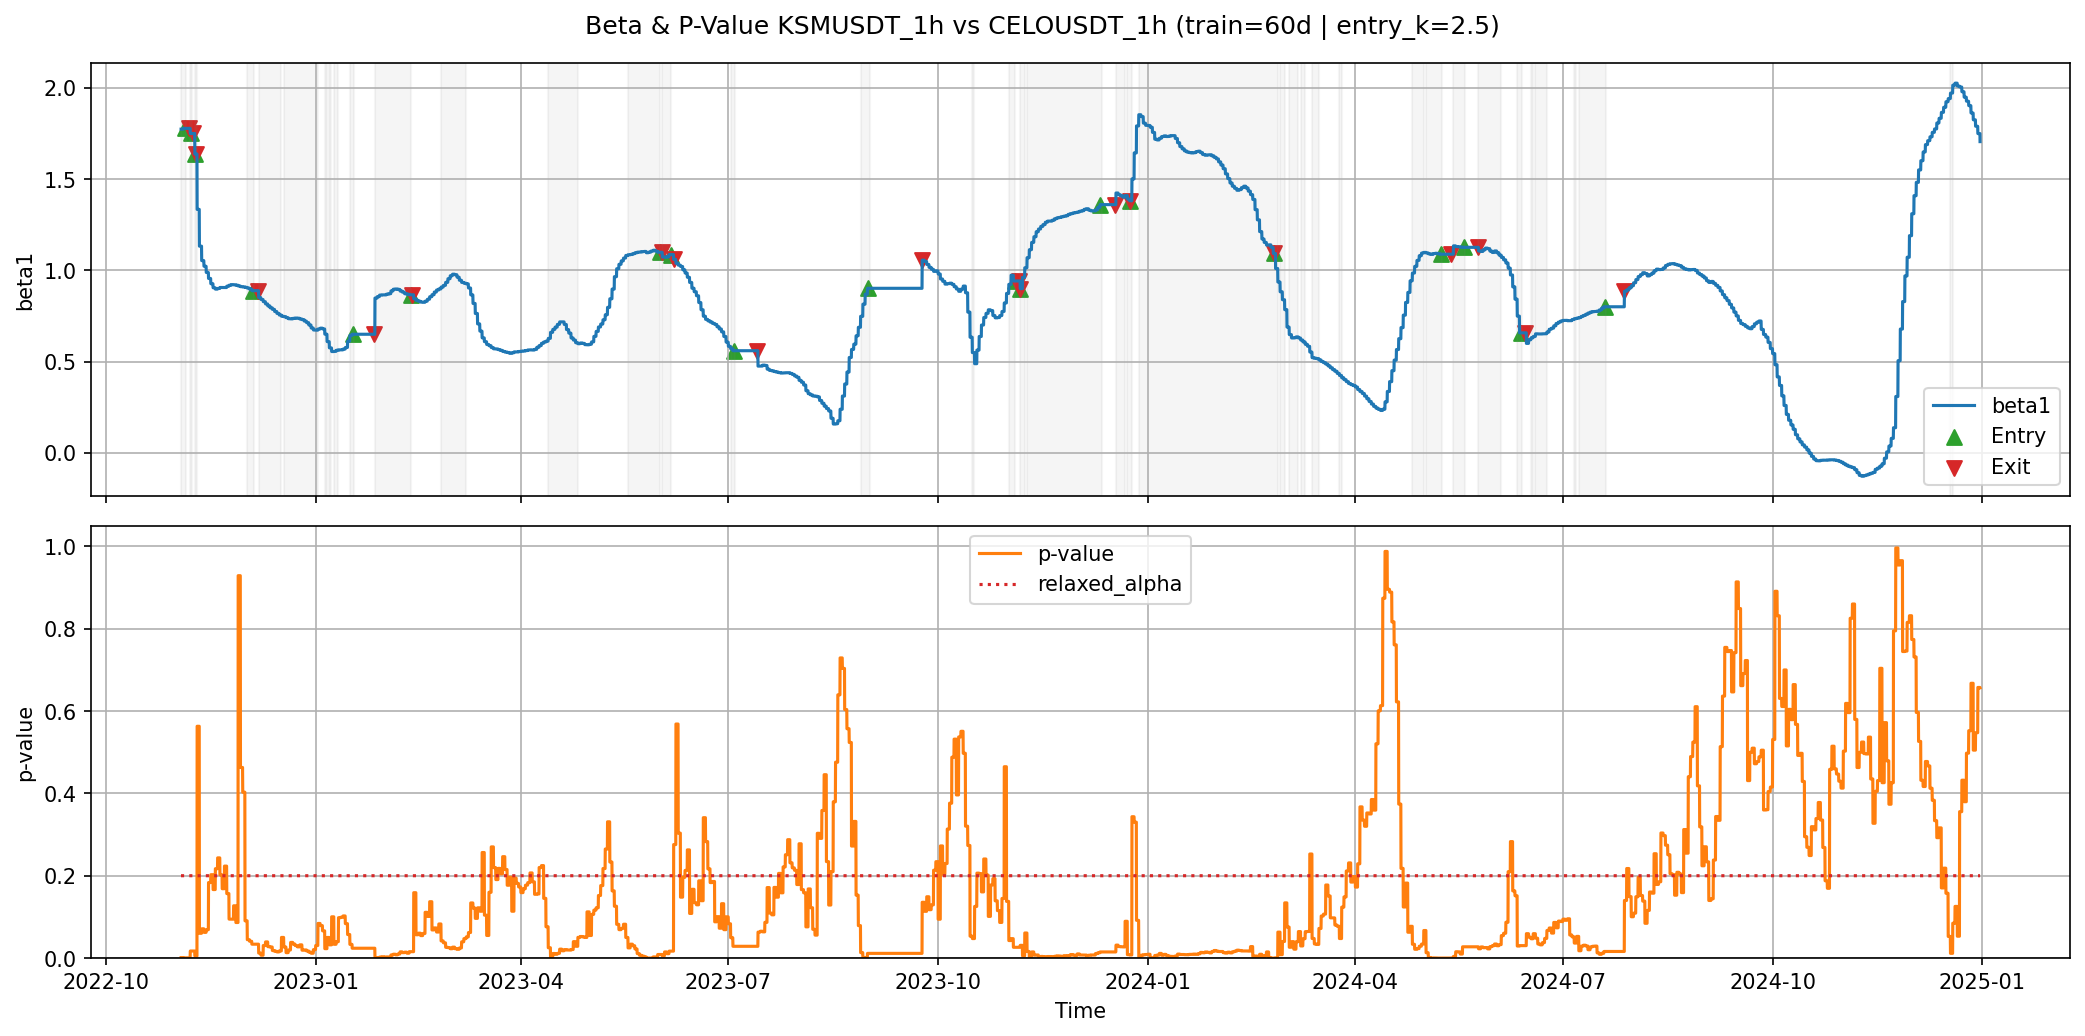 Beta & P-Value KSMUSDT_1h vs CELOUSDT_1h (train=60d | entry_k=2.5)
2.0
1.5
1.0
0.5
0.0
beta1
beta1
Entry
Exit
1.0
0.8
0.6
0.4
0.2
0.0
p-value
p-value
relaxed_alpha
2022-10 2023-01 2023-04 2023-07 2023-10 2024-01 2024-04 2024-07 2024-10 2025-01
Time